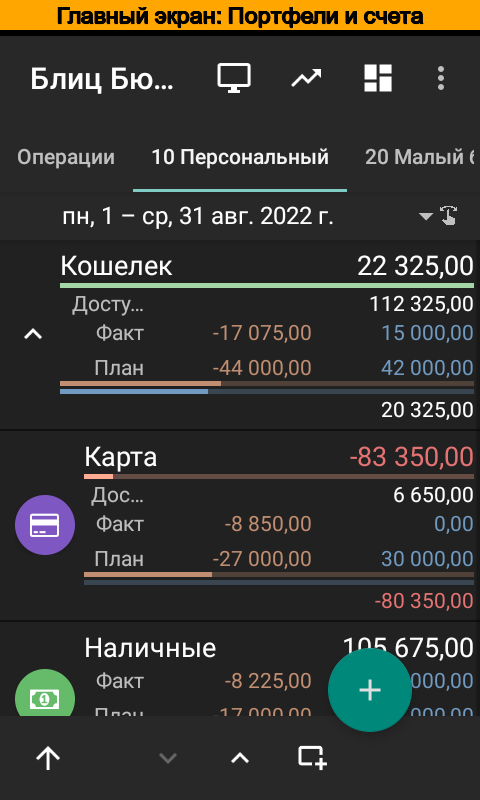 Главный экран: Портфели и счета
Блиц Бю...
Операции 10 Персональный 20 Малый
пн, 1 – ср, 31 авг. 2022 г.
Кошелек 22 325,00
Досту... 112 325,00
Факт -17 075,00 15 000,00
План -44 000,00 42 000,00
20 325,00
Карта -83 350,00
Дос... 6 650,00
Факт -8 850,00 0,00
План -27 000,00 30 000,00
-80 350,00
Наличные 105 675,00
Факт -8 225,00 000,00
План -17 000,00 000,00